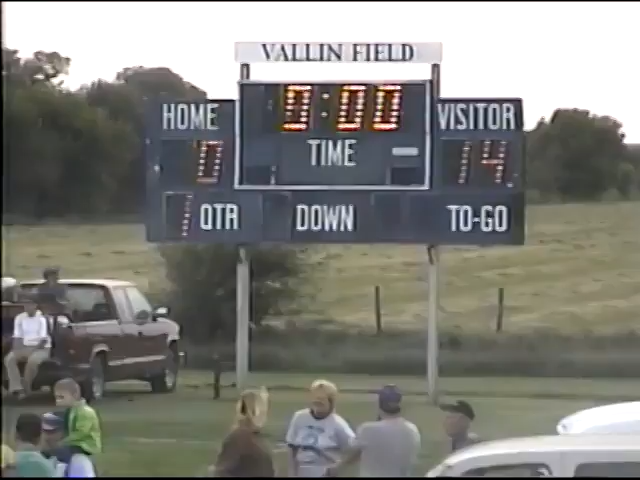 VALLIN FIELD
HOME 0:00 VISITOR
0 TIME 14
1 QTR DOWN TO-GO